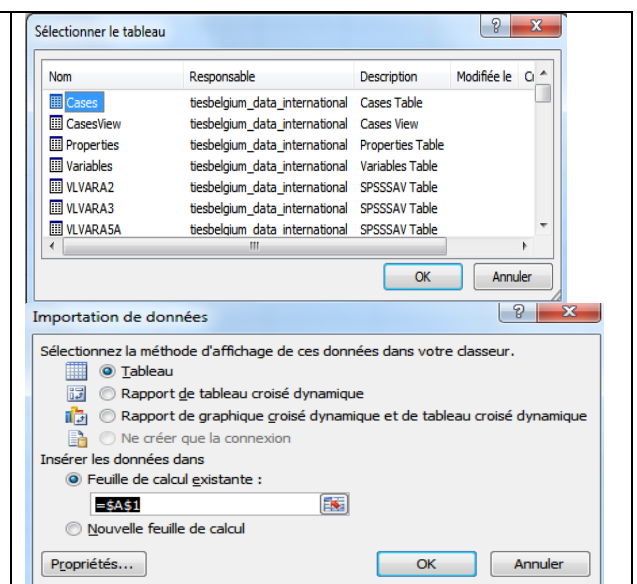 Sélectionner le tableau
Nom Responsable Description Modifiée le
Cases tiesbelgium_data_international Cases Table
CasesView tiesbelgium_data_international Cases View
Properties tiesbelgium_data_international Properties Table
Variables tiesbelgium_data_international Variables Table
VLVARA2 tiesbelgium_data_international SPSSSAV Table
VLVARA3 tiesbelgium_data_international SPSSSAV Table
VLVARA5A tiesbelgium_data_international SPSSSAV Table
OK Annuler
Importation de données
Sélectionnez la méthode d'affichage de ces données dans votre classeur.
Tableau
Rapport de tableau croisé dynamique
Rapport de graphique croisé dynamique et de tableau croisé dynamique
Ne créer que la connexion
Insérer les données dans
Feuille de calcul existante :
=$A$1
Nouvelle feuille de calcul
Propriétés... OK Annuler